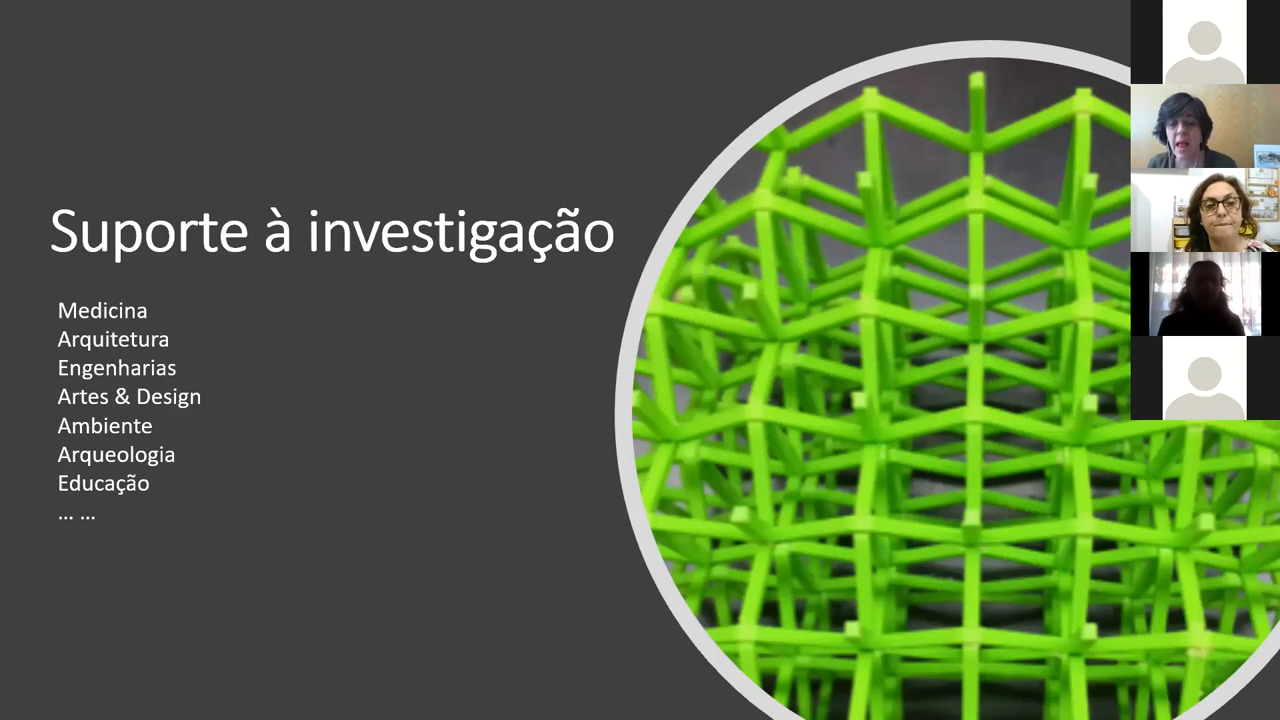 Suporte à investigação
Medicina
Arquitetura
Engenharias
Artes & Design
Ambiente
Arqueologia
Educação
... ...